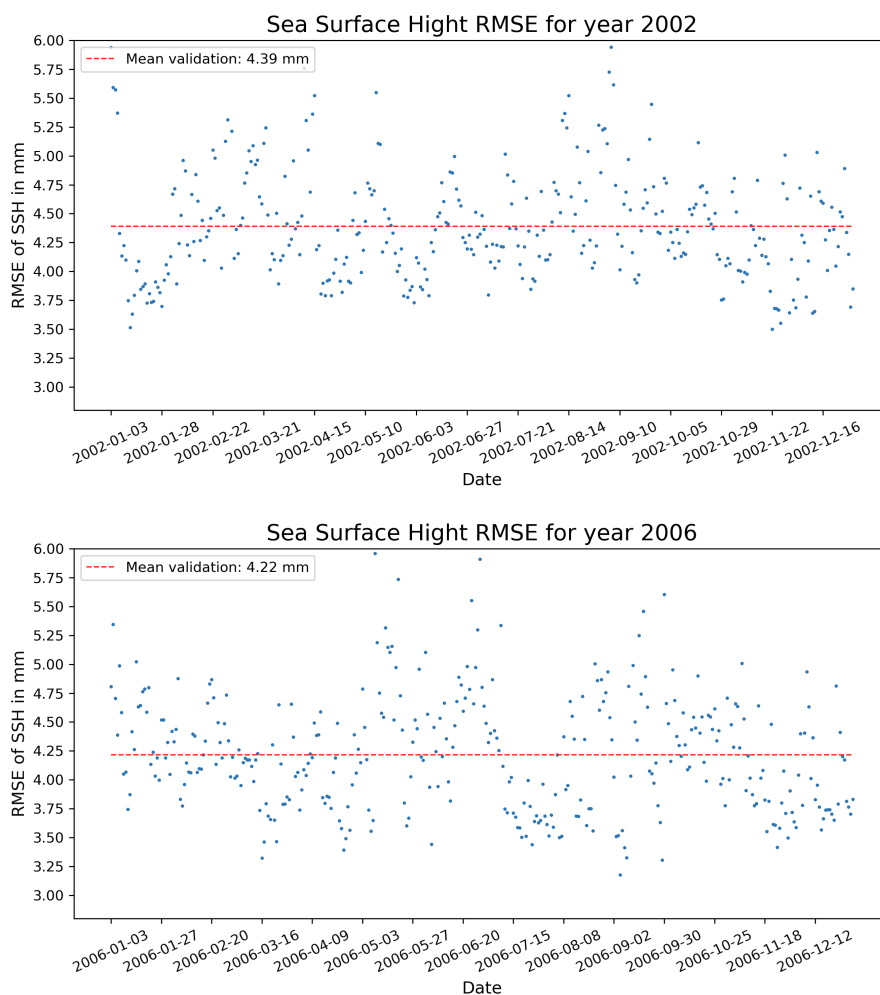 Sea Surface Hight RMSE for year 2002
Mean validation: 4.39 mm
RMSE of SSH in mm
6.00
5.75
5.50
5.25
5.00
4.75
4.50
4.25
4.00
3.75
3.50
3.25
3.00
2002-01-03 2002-01-28 2002-02-22 2002-03-21 2002-04-15 2002-05-10 2002-06-03 2002-06-27 2002-07-21 2002-08-14 2002-09-10 2002-10-05 2002-10-29 2002-11-22 2002-12-16
Date
Sea Surface Hight RMSE for year 2006
Mean validation: 4.22 mm
RMSE of SSH in mm
6.00
5.75
5.50
5.25
5.00
4.75
4.50
4.25
4.00
3.75
3.50
3.25
3.00
2006-01-03 2006-01-27 2006-02-20 2006-03-16 2006-04-09 2006-05-03 2006-05-27 2006-06-20 2006-07-15 2006-08-08 2006-09-02 2006-09-30 2006-10-25 2006-11-18 2006-12-12
Date